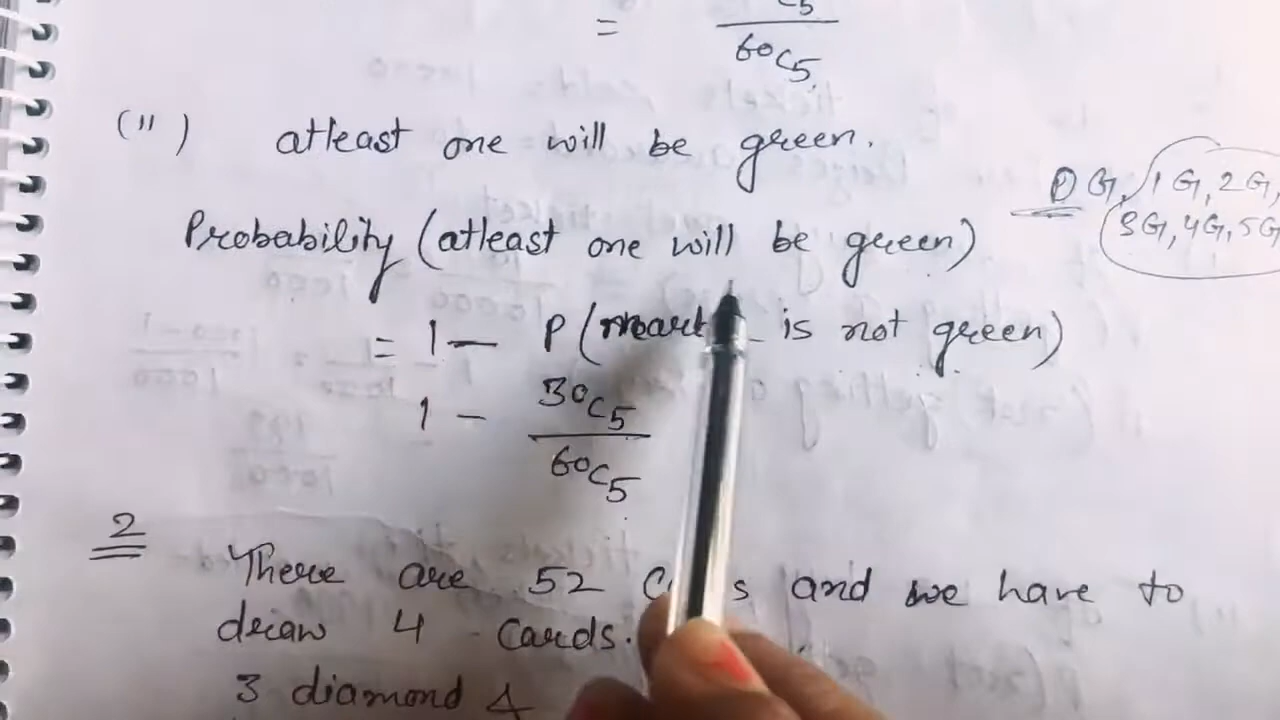 = C5
60C5
(ii) atleast one will be green.
0 G, 1G, 2G,
3G, 4G, 5G
Probability (atleast one will be green)
= 1 - P ( is not green)
1 - 30C5
60C5
2
There are 52 and we have to
draw 4 cards.
3 diamond